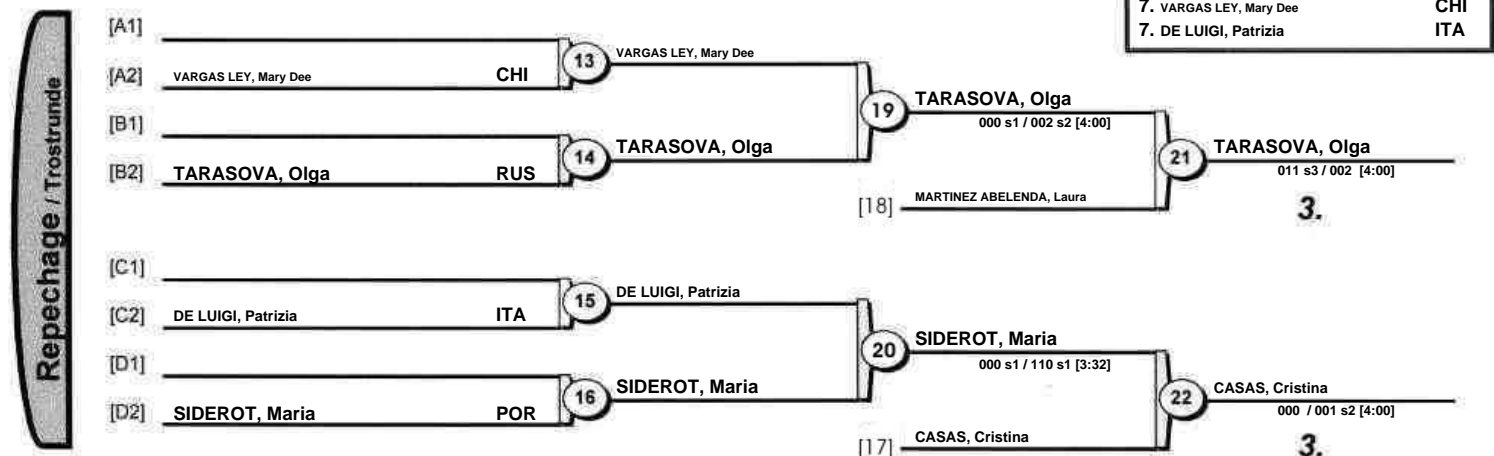 7. VARGAS LEY, Mary Dee CHI
7. DE LUIGI, Patrizia ITA
Repechage / Trostrunde
[A1]
[A2] VARGAS LEY, Mary Dee CHI
13 VARGAS LEY, Mary Dee
[B1]
[B2] TARASOVA, Olga RUS
14 TARASOVA, Olga
19 TARASOVA, Olga
000 s1 / 002 s2 [4:00]
[18] MARTINEZ ABELENDA, Laura
21 TARASOVA, Olga
011 s3 / 002 [4:00]
3.
[C1]
[C2] DE LUIGI, Patrizia ITA
15 DE LUIGI, Patrizia
[D1]
[D2] SIDEROT, Maria POR
16 SIDEROT, Maria
20 SIDEROT, Maria
000 s1 / 110 s1 [3:32]
[17] CASAS, Cristina
22 CASAS, Cristina
000 / 001 s2 [4:00]
3.